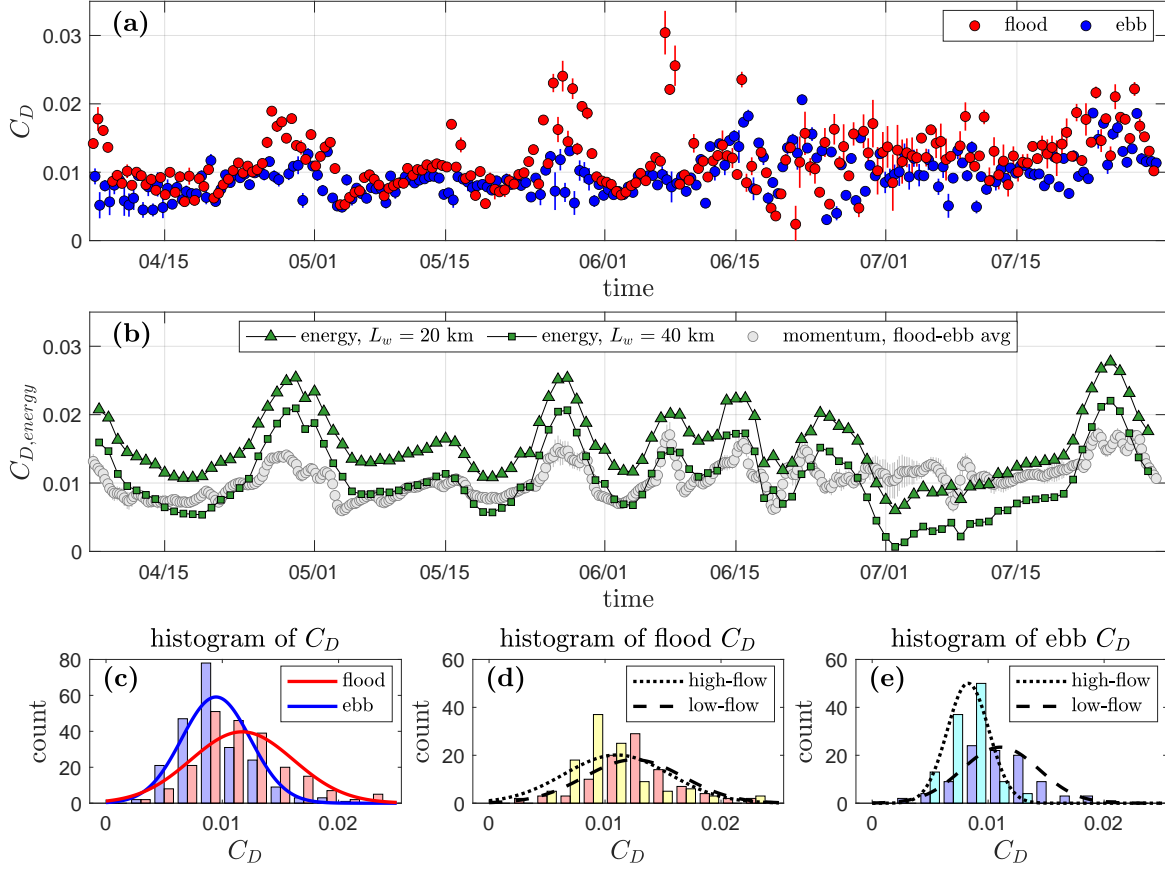 (a)
flood
ebb
0.03
0.02
0.01
0
C_D
04/15
05/01
05/15
06/01
06/15
07/01
07/15
time
(b)
energy, L_w = 20 km
energy, L_w = 40 km
momentum, flood-ebb avg
0.03
0.02
0.01
0
C_{D,energy}
04/15
05/01
05/15
06/01
06/15
07/01
07/15
time
histogram of C_D
(c)
flood
ebb
80
60
40
20
0
count
0
0.01
0.02
C_D
histogram of flood C_D
(d)
high-flow
low-flow
60
40
20
0
count
0
0.01
0.02
C_D
histogram of ebb C_D
(e)
high-flow
low-flow
60
40
20
0
count
0
0.01
0.02
C_D